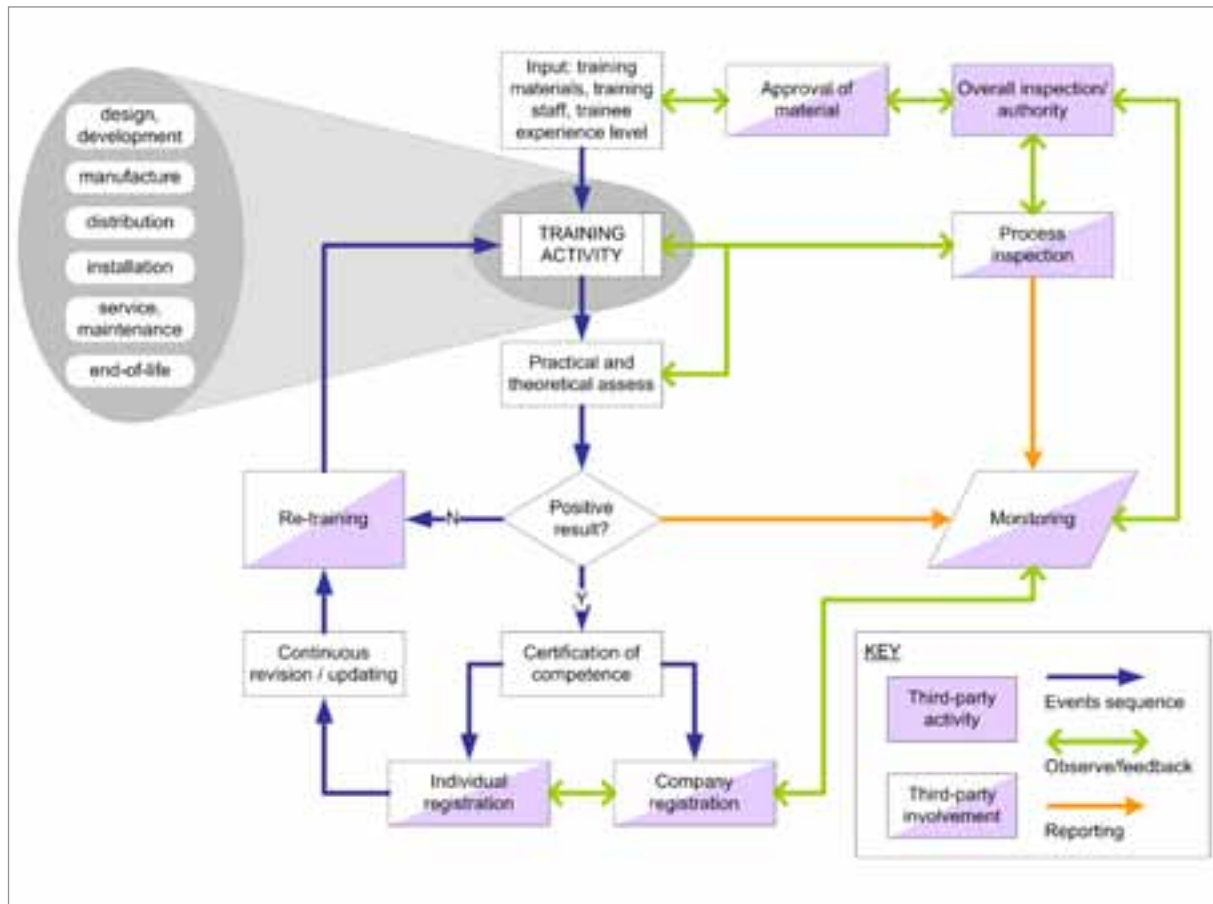 Input: training
materials, training
staff, trainee
experience level
Approval of
material
Overall inspection/
authority
design,
development
manufacture
distribution
installation
service,
maintenance
end-of-life
TRAINING
ACTIVITY
Process
inspection
Practical and
theoretical assess
Re-training
N
Positive
result?
Monitoring
Y
Continuous
revision / updating
Certification of
competence
Individual
registration
Company
registration
KEY
Third-party
activity
Events sequence
Observe/feedback
Third-party
involvement
Reporting